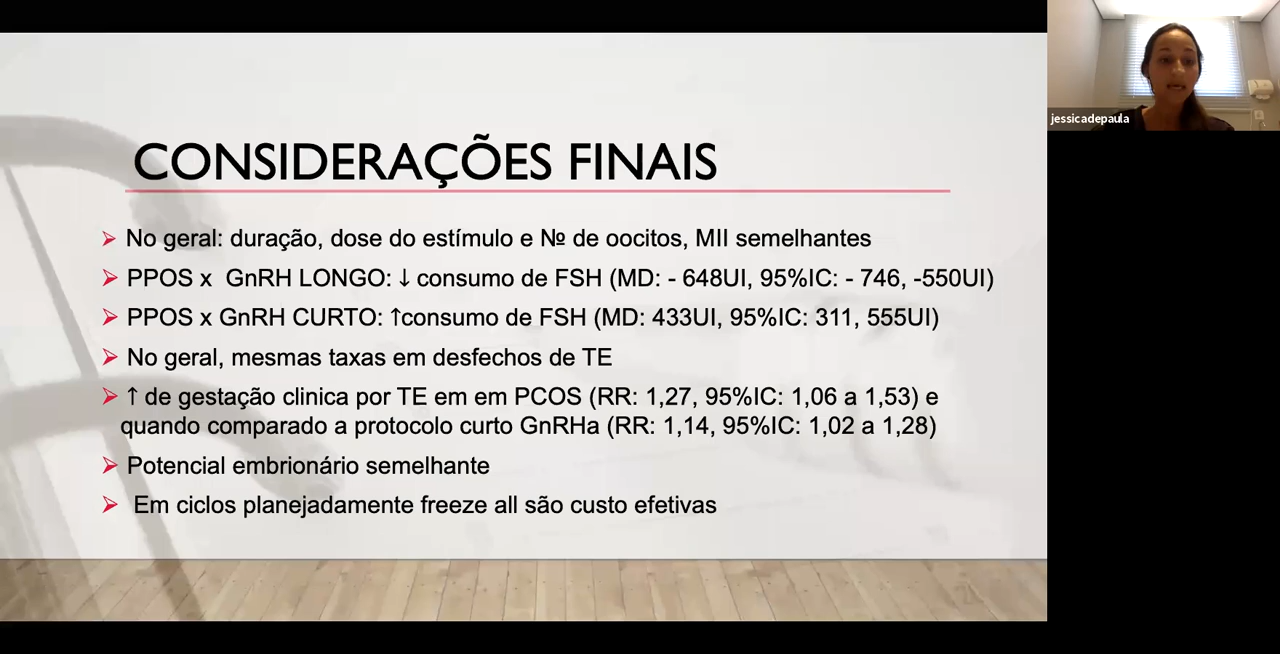 CONSIDERAÇÕES FINAIS
No geral: duração, dose do estímulo e Nº de oocitos, MII semelhantes
PPOS x GnRH LONGO: ↓ consumo de FSH (MD: - 648UI, 95%IC: - 746, -550UI)
PPOS x GnRH CURTO: ↑consumo de FSH (MD: 433UI, 95%IC: 311, 555UI)
No geral, mesmas taxas em desfechos de TE
↑ de gestação clinica por TE em em PCOS (RR: 1,27, 95%IC: 1,06 a 1,53) e
quando comparado a protocolo curto GnRHa (RR: 1,14, 95%IC: 1,02 a 1,28)
Potencial embrionário semelhante
Em ciclos planejadamente freeze all são custo efetivas
jessicadepaula